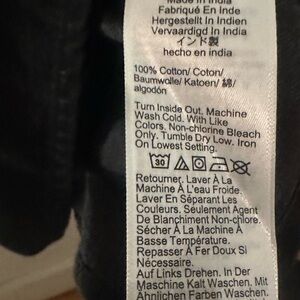 Made in India
Fabriqué En Inde
Hergestellt In Indien
Vervaardigd In India
インド製
hecho en india
100% Cotton/ Coton/
Baumwolle/ Katoen/ 綿/
algodón
Turn Inside Out. Machine
Wash Cold. With Like
Colors. Non-chlorine Bleach
Only. Tumble Dry Low. Iron
On Lowest Setting.
30
Retourner. Laver À La
Machine À L'eau Froide.
Laver En Séparant Les
Couleurs. Seulement Agent
De Blanchiment Non-chloré.
Sécher À La Machine À
Basse Température.
Repasser À Fer Doux Si
Nécessaire.
Auf Links Drehen. In Der
Maschine Kalt Waschen. Mit
Ähnlichen Farben Waschen.